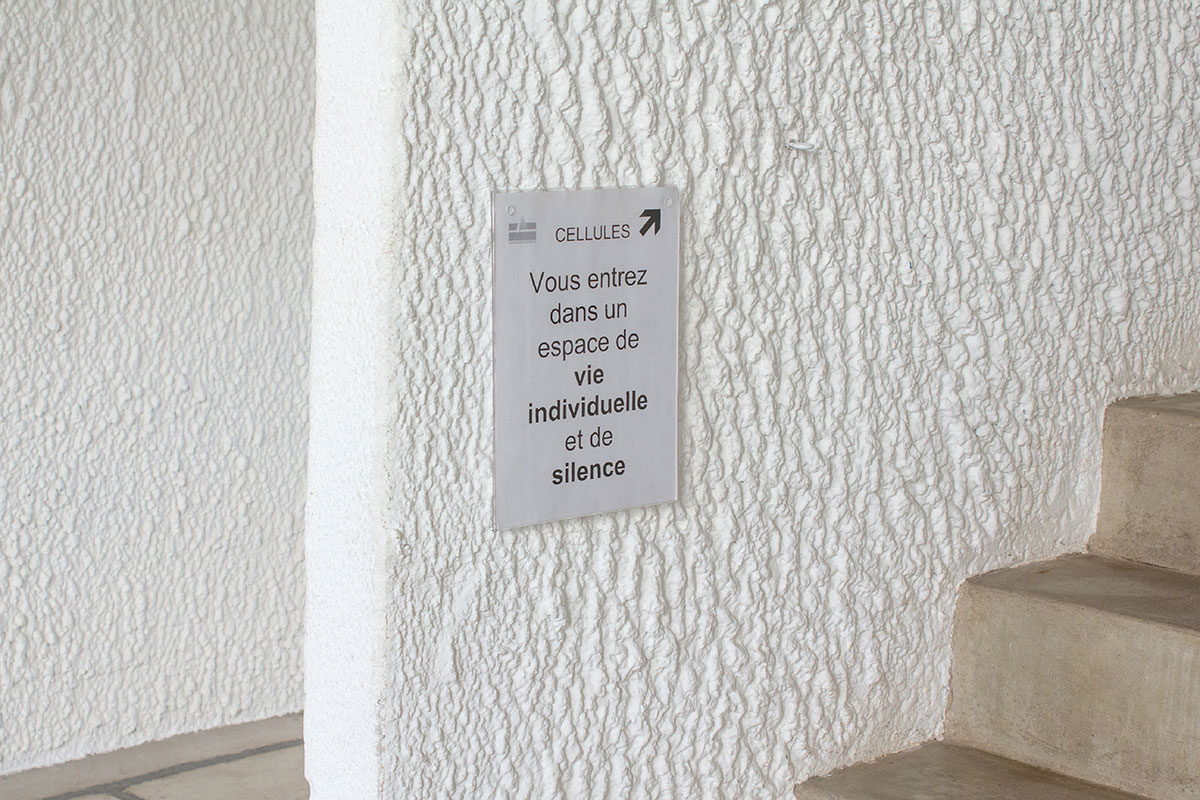 CELLULES
Vous entrez
dans un
espace de
vie
individuelle
et de
silence